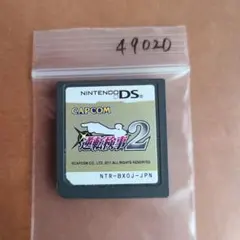 49020
NINTENDO DS
CAPCOM
逆転検事2
©CAPCOM CO., LTD. 2011 ALL RIGHTS RESERVED.
NTR-BXOJ-JPN